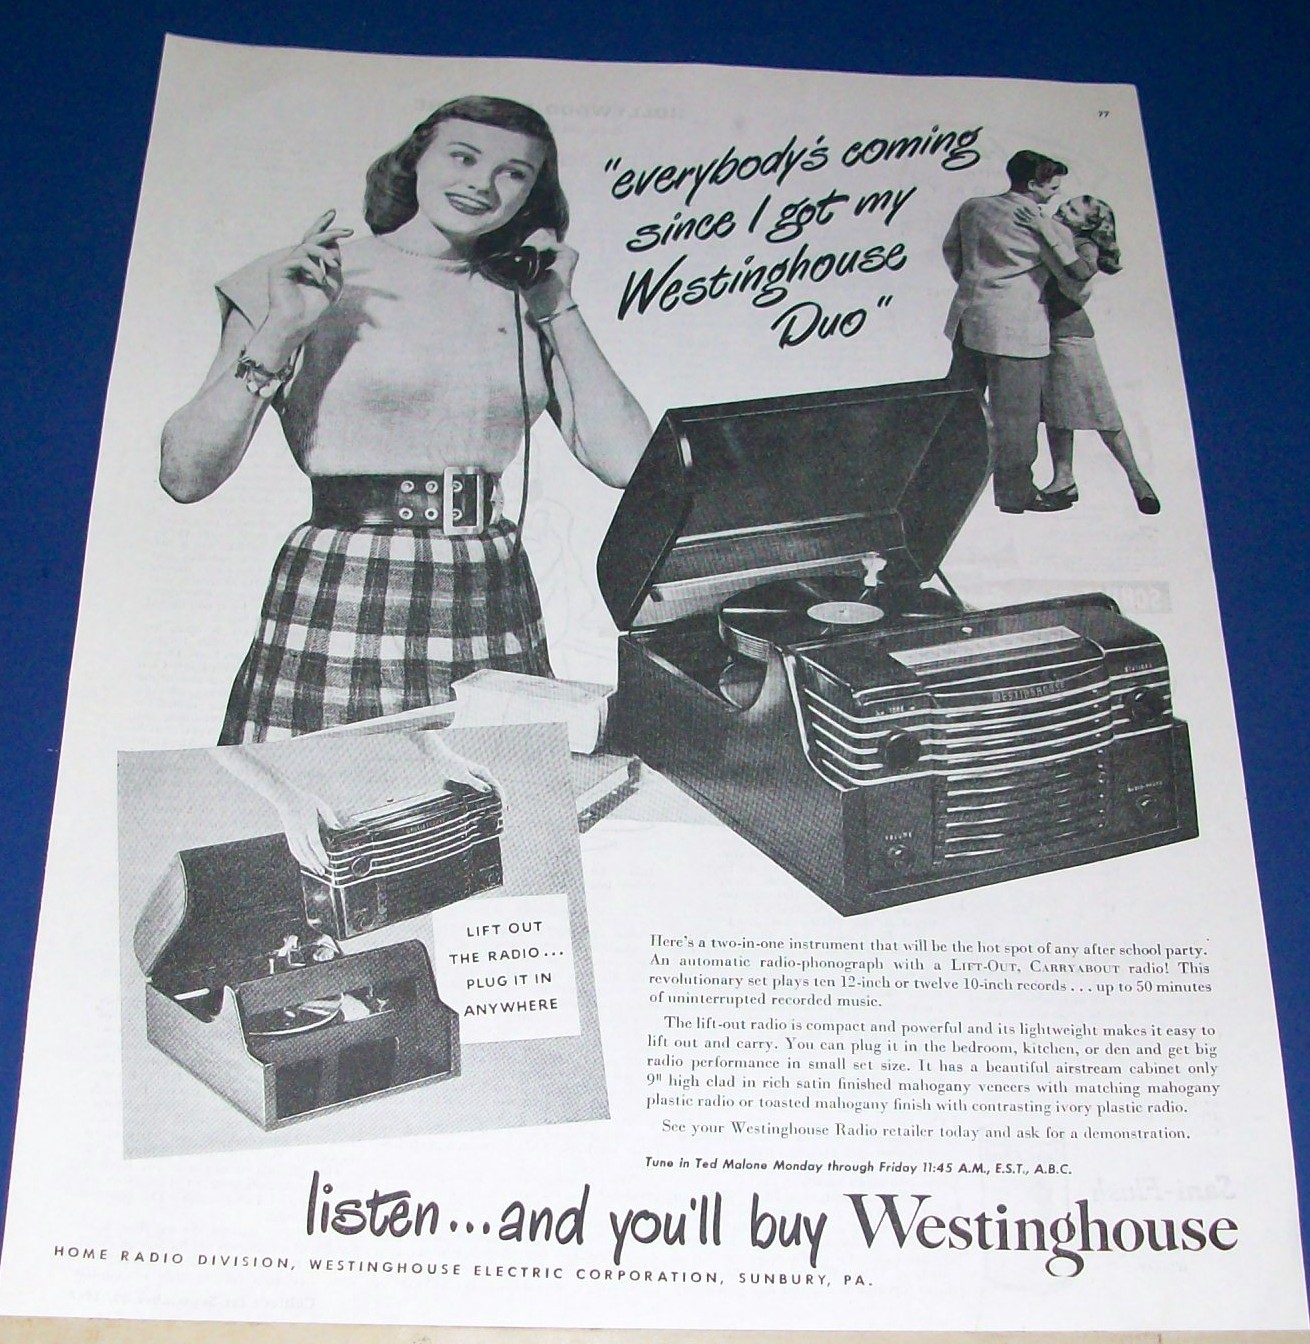 77
"everybody's coming
since I got my
Westinghouse
Duo"
TONE
WESTINGHOUSE
STATIONS
VOLUME
RADIO-PHONO
WESTINGHOUSE
LIFT OUT
THE RADIO...
PLUG IT IN
ANYWHERE
Here's a two-in-one instrument that will be the hot spot of any after school party.
An automatic radio-phonograph with a LIFT-OUT, CARRYABOUT radio! This
revolutionary set plays ten 12-inch or twelve 10-inch records . . . up to 50 minutes
of uninterrupted recorded music.
The lift-out radio is compact and powerful and its lightweight makes it easy to
lift out and carry. You can plug it in the bedroom, kitchen, or den and get big
radio performance in small set size. It has a beautiful airstream cabinet only
9" high clad in rich satin finished mahogany veneers with matching mahogany
plastic radio or toasted mahogany finish with contrasting ivory plastic radio.
See your Westinghouse Radio retailer today and ask for a demonstration.
Tune in Ted Malone Monday through Friday 11:45 A.M., E.S.T., A.B.C.
listen...and you'll buy Westinghouse
HOME RADIO DIVISION, WESTINGHOUSE ELECTRIC CORPORATION, SUNBURY, PA.